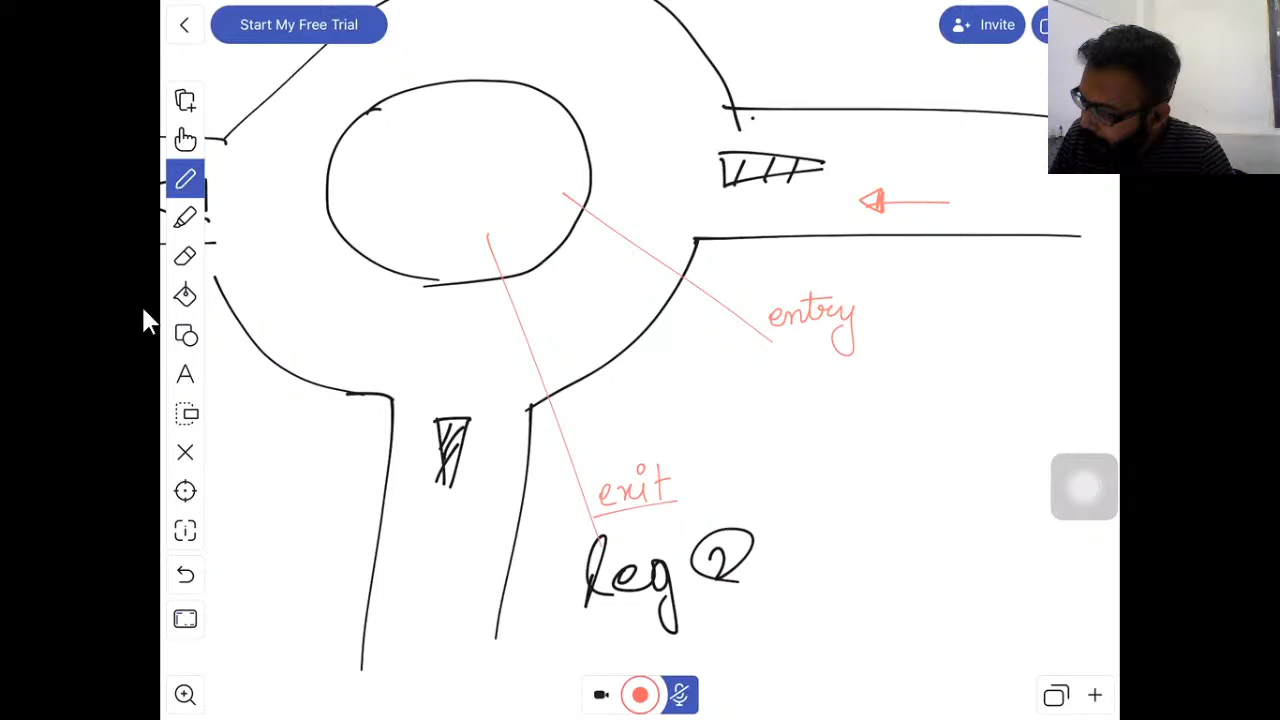 Start My Free Trial
Invite
entry
exit
leg ②